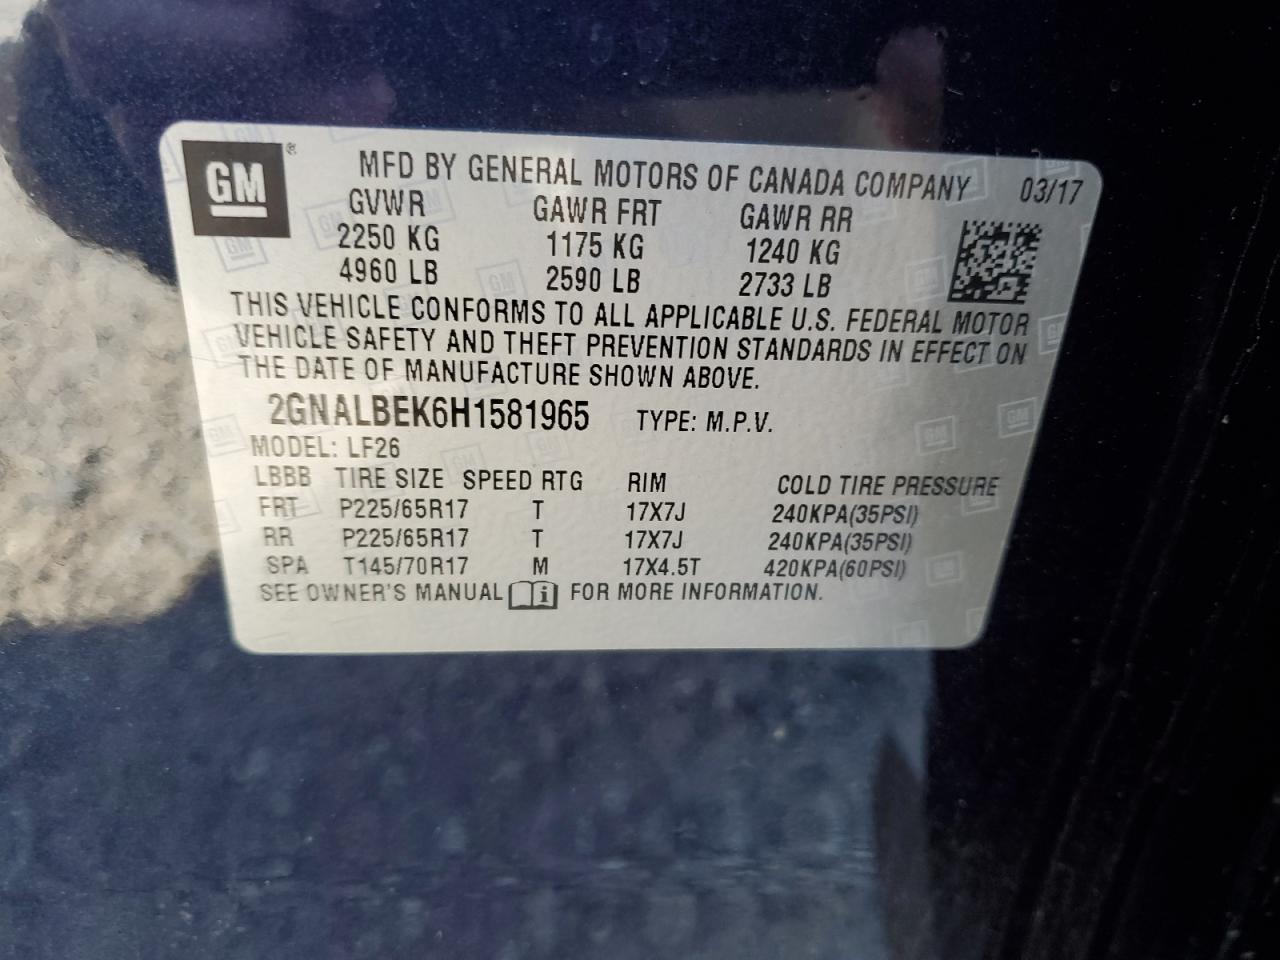 GM® MFD BY GENERAL MOTORS OF CANADA COMPANY 03/17
GVWR GAWR FRT GAWR RR
2250 KG 1175 KG 1240 KG
4960 LB 2590 LB 2733 LB
THIS VEHICLE CONFORMS TO ALL APPLICABLE U.S. FEDERAL MOTOR
VEHICLE SAFETY AND THEFT PREVENTION STANDARDS IN EFFECT ON
THE DATE OF MANUFACTURE SHOWN ABOVE.
2GNALBEK6H1581965 TYPE: M.P.V.
MODEL: LF26
LBBB TIRE SIZE SPEED RTG RIM COLD TIRE PRESSURE
FRT P225/65R17 T 17X7J 240KPA(35PSI)
RR P225/65R17 T 17X7J 240KPA(35PSI)
SPA T145/70R17 M 17X4.5T 420KPA(60PSI)
SEE OWNER'S MANUAL i FOR MORE INFORMATION.